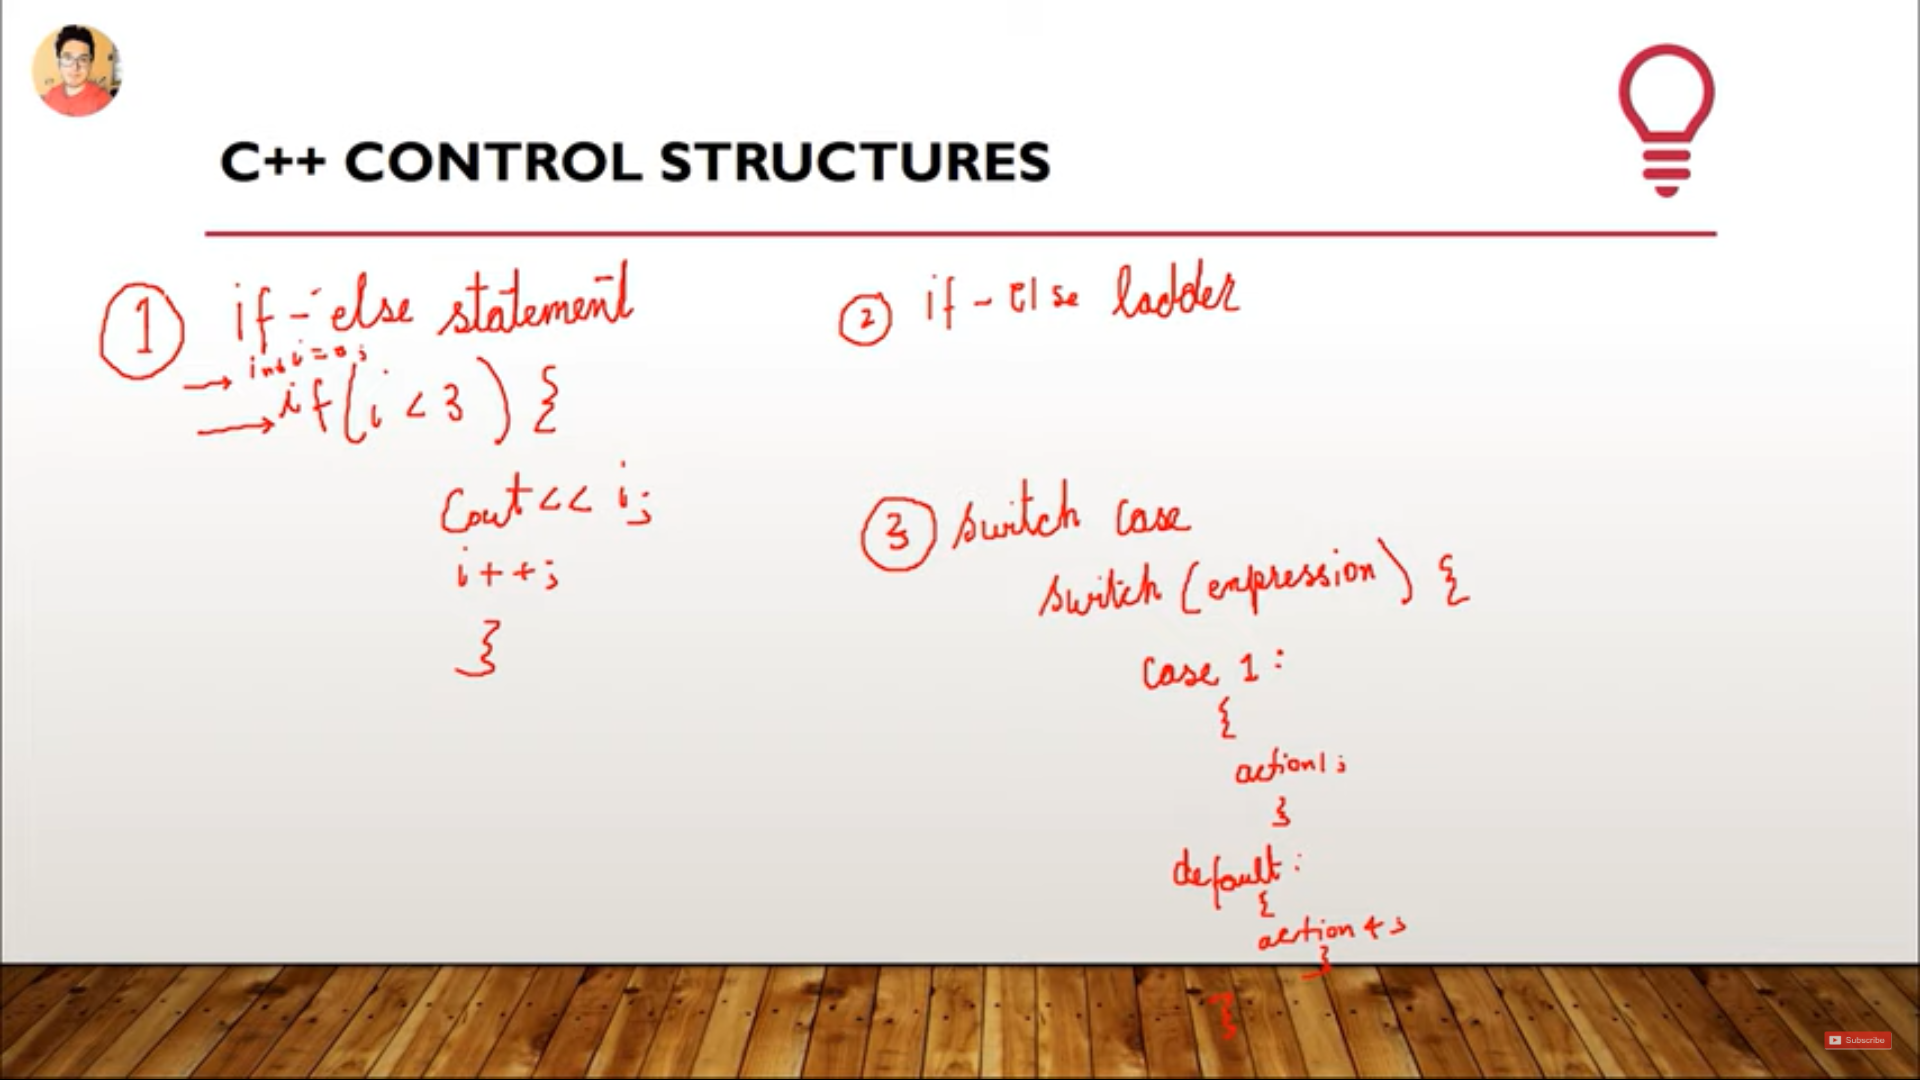 C++ CONTROL STRUCTURES
1 if-else statement
int i=0;
if(i<3) {
Cout<< i;
i++;
}
2 if-else ladder
3 switch case
switch (expression) {
Case 1:
{
action1;
}
default:
{
action4;
}
}
Subscribe